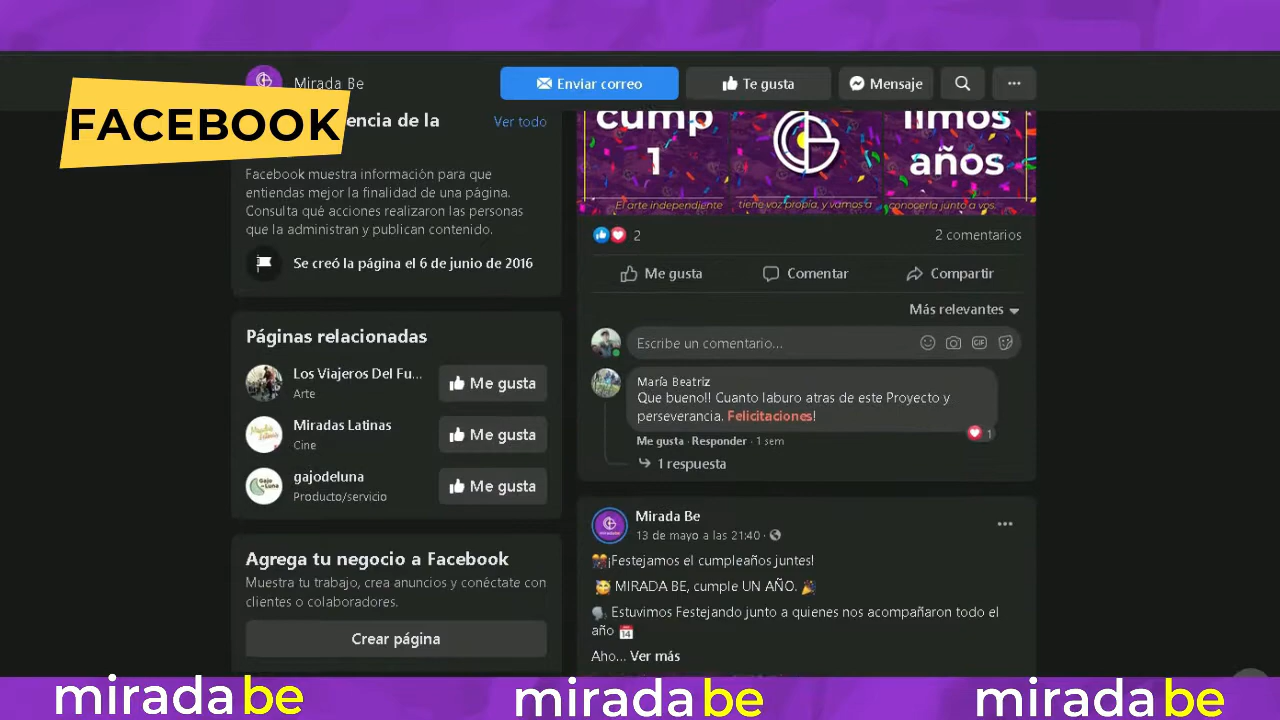 Mirada Be
Enviar correo
Te gusta
Mensaje
FACEBOOK
encia de la
Ver todo
Facebook muestra información para que
entiendas mejor la finalidad de una página.
Consulta qué acciones realizaron las personas
que la administran y publican contenido.
Se creó la página el 6 de junio de 2016
Páginas relacionadas
Los Viajeros Del Fu...
Arte
Me gusta
Miradas Latinas
Cine
Me gusta
gajodeluna
Producto/servicio
Me gusta
Agrega tu negocio a Facebook
Muestra tu trabajo, crea anuncios y conéctate con
clientes o colaboradores.
Crear página
cump
1
limos
años
El arte independiente
tiene voz propia, y vamos a
conocerla junto a vos.
2
2 comentarios
Me gusta
Comentar
Compartir
Más relevantes
Escribe un comentario...
GIF
María Beatriz
Que bueno!! Cuanto laburo atras de este Proyecto y
perseverancia. Felicitaciones!
1
Me gusta · Responder · 1 sem
1 respuesta
Mirada Be
13 de mayo a las 21:40 ·
🎊¡Festejamos el cumpleaños juntes!
🥰 MIRADA BE, cumple UN AÑO. 🎉
🗣 Estuvimos Festejando junto a quienes nos acompañaron todo el
año 📅
Aho... Ver más
miradabe
miradabe
miradabe